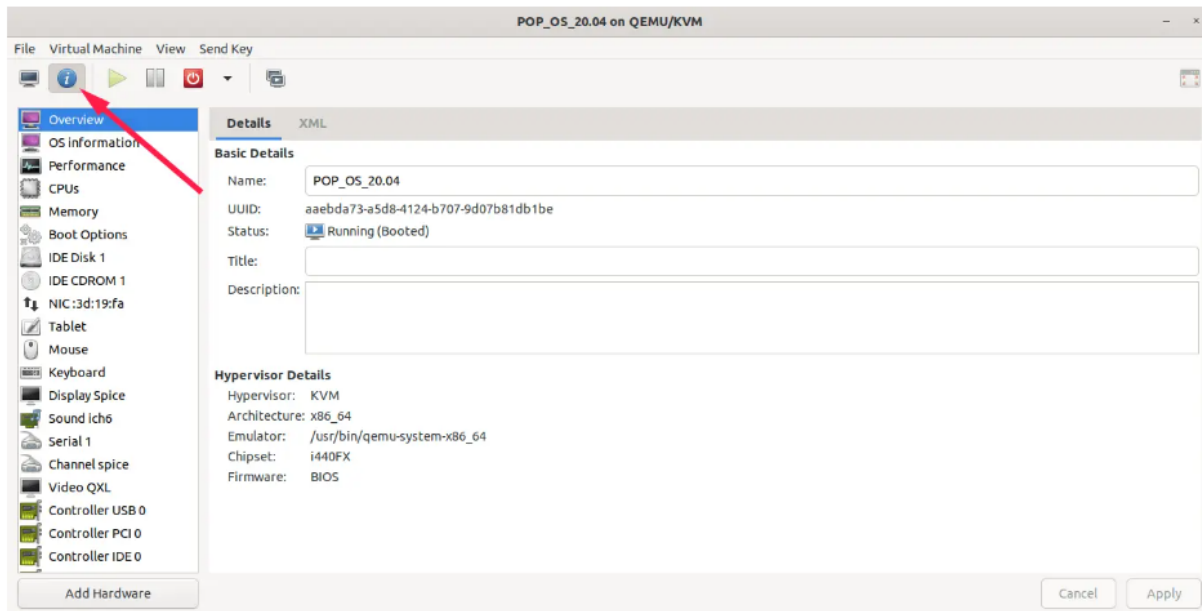 POP_OS_20.04 on QEMU/KVM
File Virtual Machine View Send Key
Overview
OS information
Performance
CPUs
Memory
Boot Options
IDE Disk 1
IDE CDROM 1
NIC :3d:19:fa
Tablet
Mouse
Keyboard
Display Spice
Sound ich6
Serial 1
Channel spice
Video QXL
Controller USB 0
Controller PCI 0
Controller IDE 0
Add Hardware
Details XML
Basic Details
Name: POP_OS_20.04
UUID: aaebda73-a5d8-4124-b707-9d07b81db1be
Status: Running (Booted)
Title:
Description:
Hypervisor Details
Hypervisor: KVM
Architecture: x86_64
Emulator: /usr/bin/qemu-system-x86_64
Chipset: i440FX
Firmware: BIOS
Cancel Apply